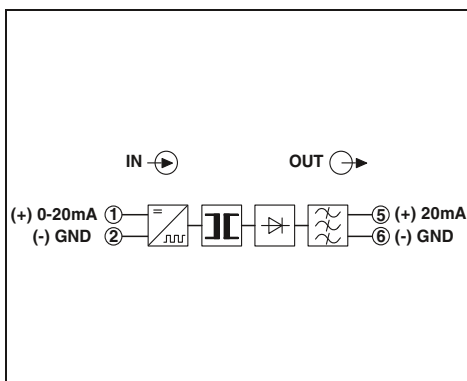 IN OUT
(+) 0-20mA 1 5 (+) 20mA
(-) GND 2 6 (-) GND